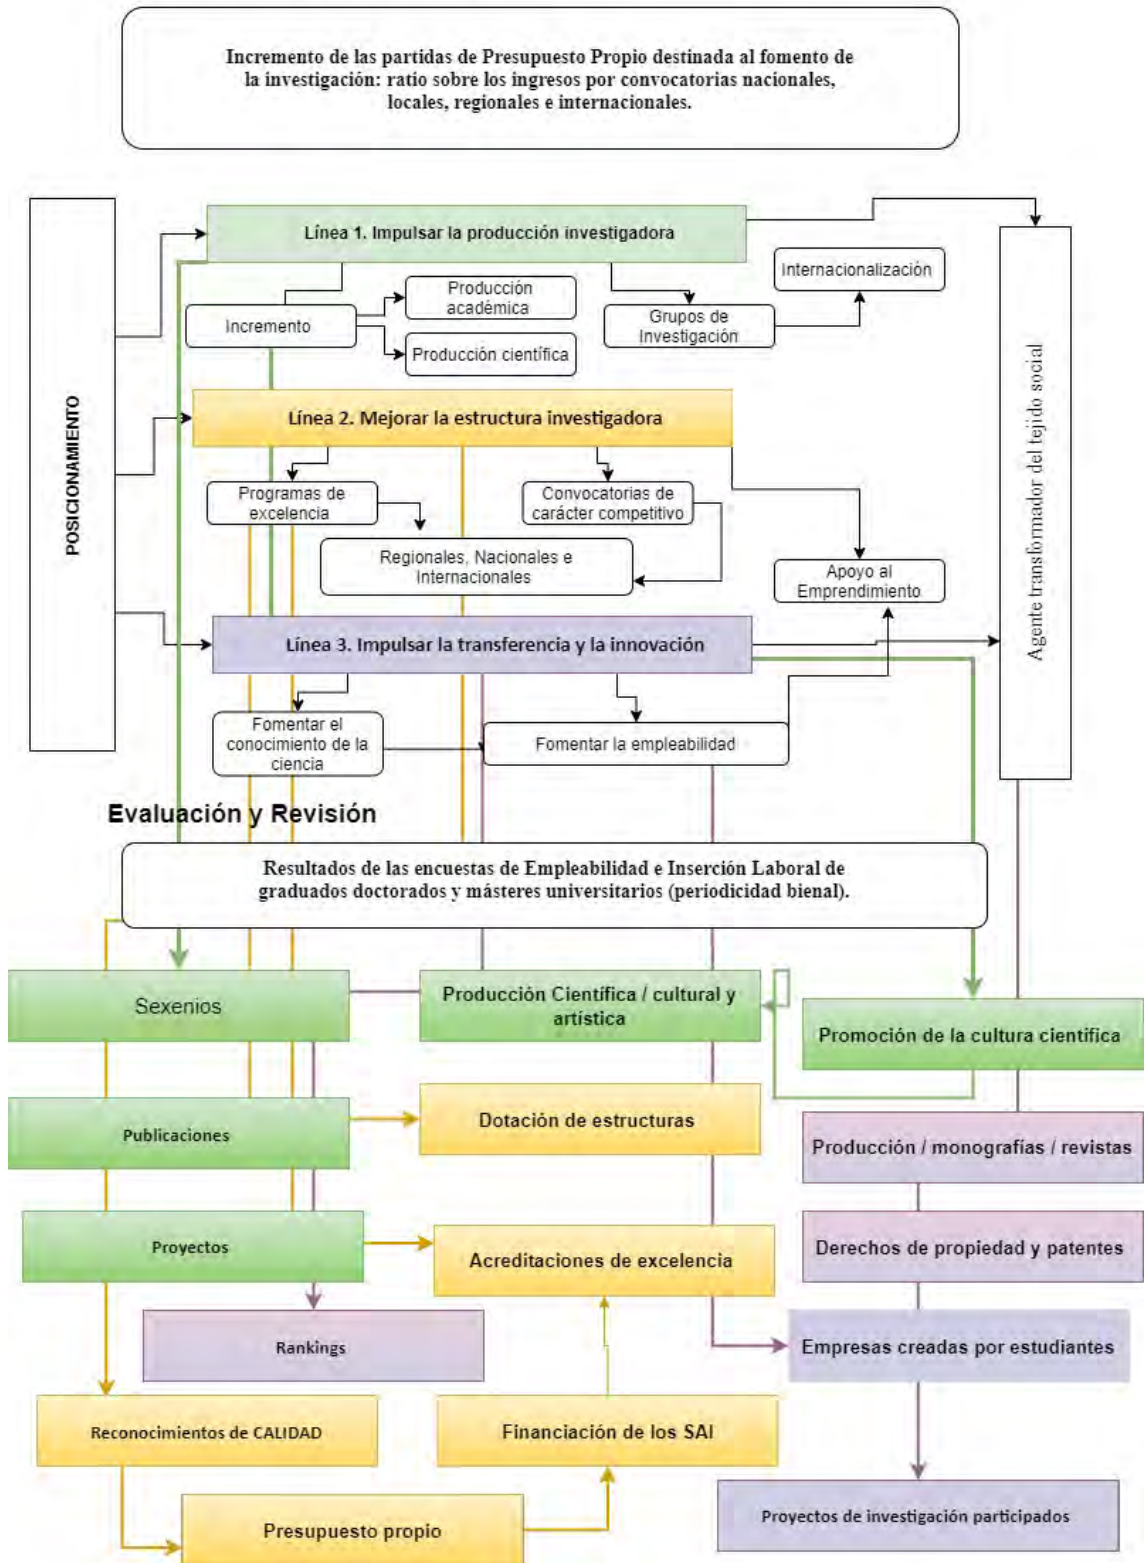 Incremento de las partidas de Presupuesto Propio destinada al fomento de
la investigación: ratio sobre los ingresos por convocatorias nacionales,
locales, regionales e internacionales.
POSICIONAMIENTO
Línea 1. Impulsar la producción investigadora
Internacionalización
Producción
académica
Incremento
Grupos de
Investigación
Producción científica
Agente transformador del tejido social
Línea 2. Mejorar la estructura investigadora
Programas de
excelencia
Convocatorias de
carácter competitivo
Regionales, Nacionales e
Internacionales
Apoyo al
Emprendimiento
Línea 3. Impulsar la transferencia y la innovación
Fomentar el
conocimiento de la
ciencia
Fomentar la empleabilidad
Evaluación y Revisión
Resultados de las encuestas de Empleabilidad e Inserción Laboral de
graduados doctorados y másteres universitarios (periodicidad bienal).
Sexenios
Producción Científica / cultural y
artística
Promoción de la cultura científica
Publicaciones
Dotación de estructuras
Producción / monografías / revistas
Proyectos
Acreditaciones de excelencia
Derechos de propiedad y patentes
Rankings
Empresas creadas por estudiantes
Reconocimientos de CALIDAD
Financiación de los SAI
Presupuesto propio
Proyectos de investigación participados